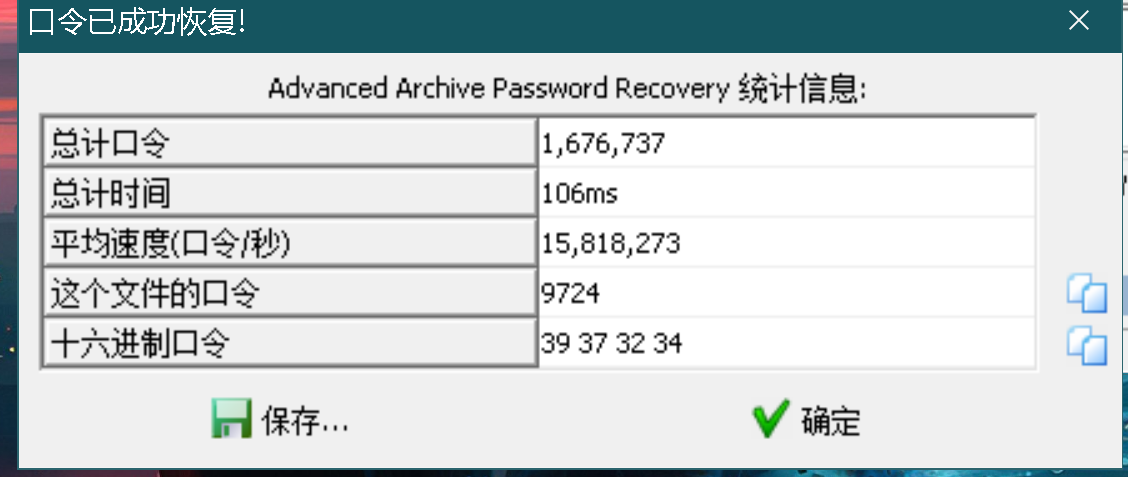 口令已成功恢复!
Advanced Archive Password Recovery 统计信息:
总计口令 1,676,737
总计时间 106ms
平均速度(口令/秒) 15,818,273
这个文件的口令 9724
十六进制口令 39 37 32 34
保存... 确定